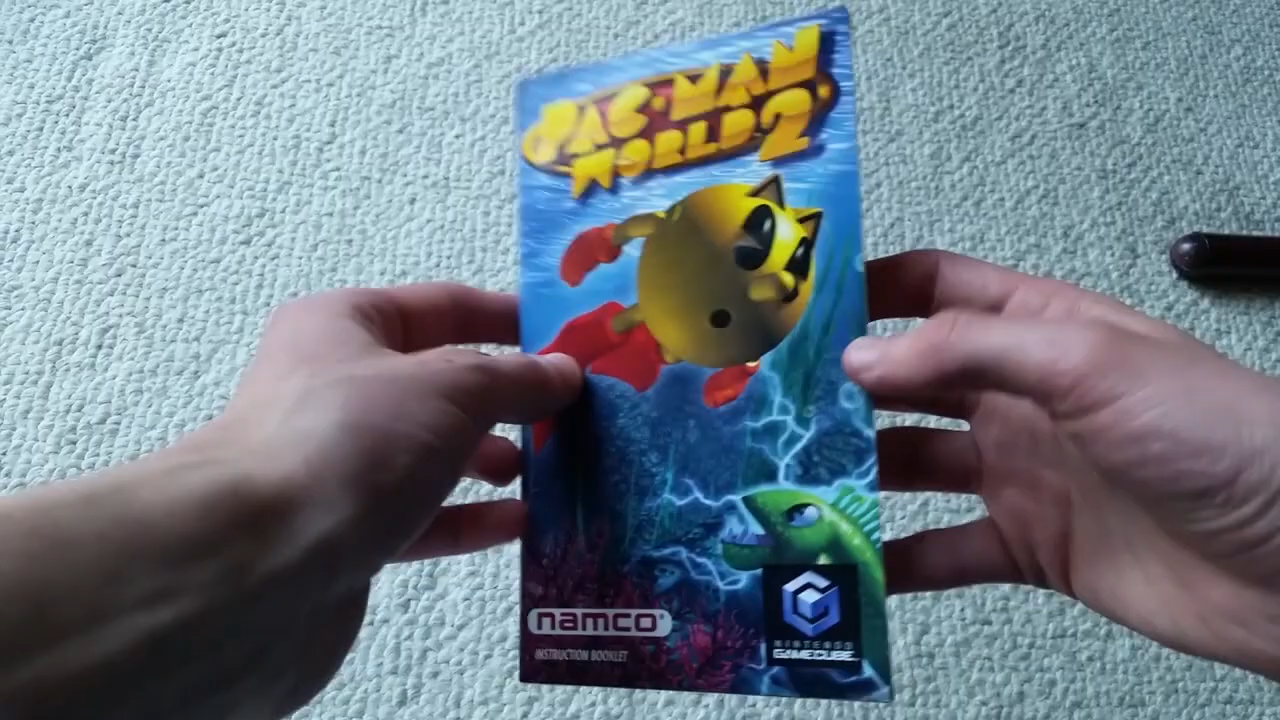 PAC-MAN
WORLD 2
namco
INSTRUCTION BOOKLET
NINTENDO
GAMECUBE